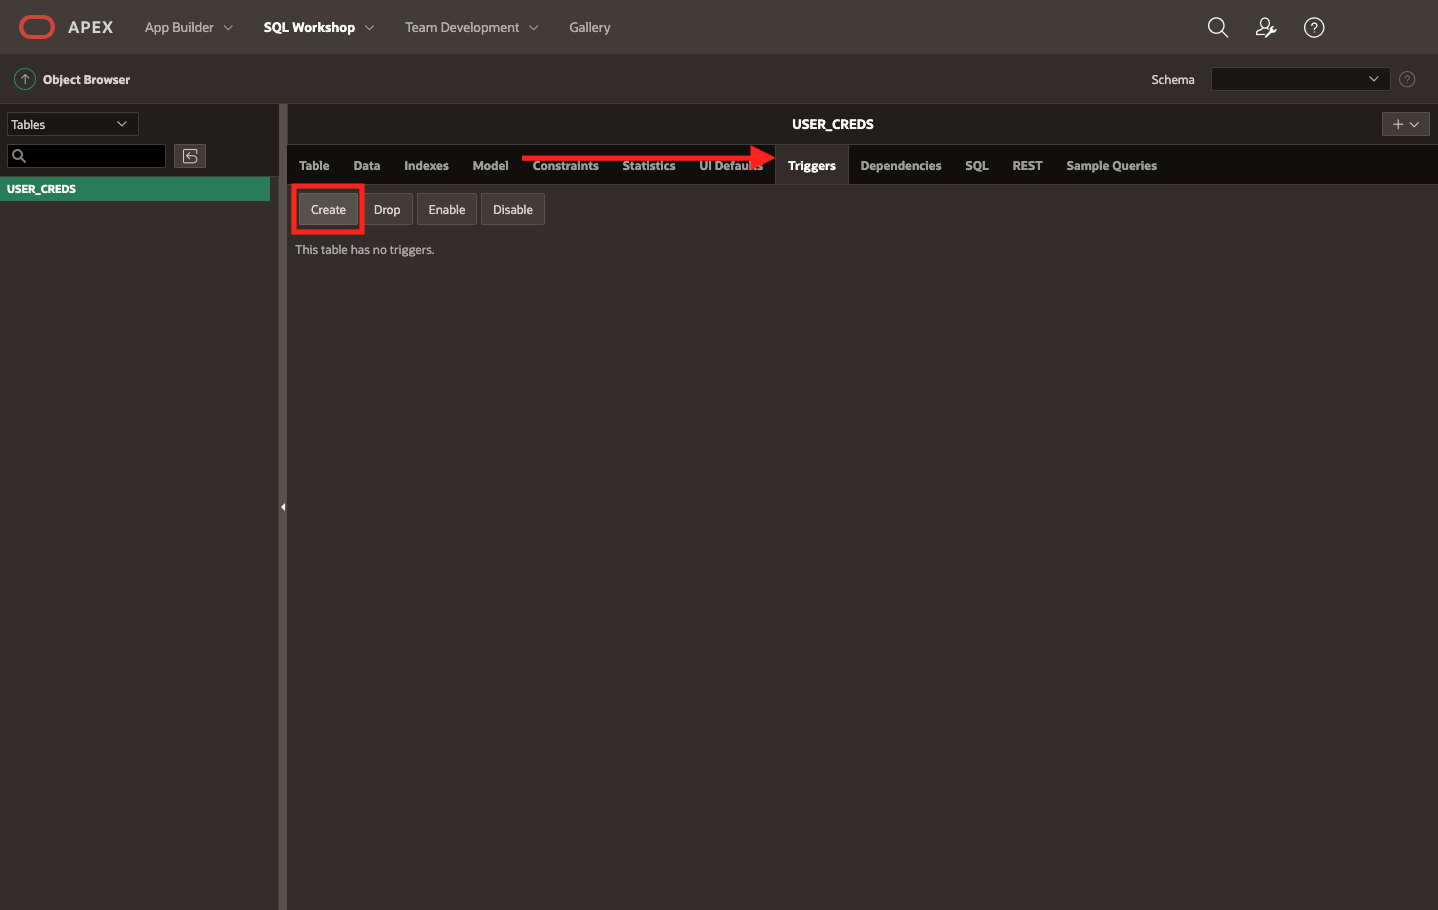 APEX App Builder SQL Workshop Team Development Gallery
Object Browser Schema
Tables
USER_CREDS
USER_CREDS
Table Data Indexes Model Constraints Statistics UI Defaults Triggers Dependencies SQL REST Sample Queries
Create Drop Enable Disable
This table has no triggers.